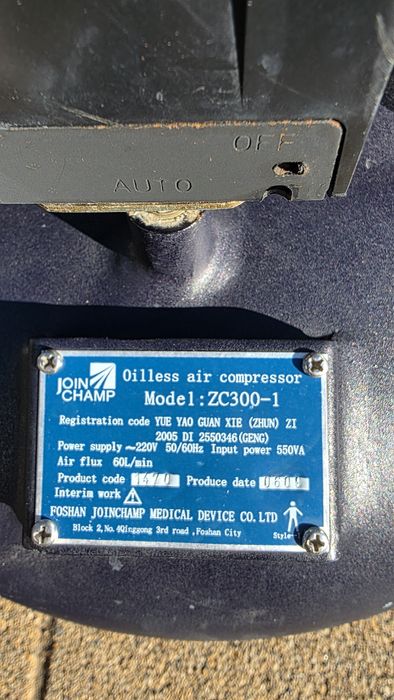 OFF
AUTO
JOIN
CHAMP
Oilless air compressor
Model:ZC300-1
Registration code YUE YAO GUAN XIE (ZHUN) ZI
2005 DI 2550346(GENG)
Power supply ~220V 50/60Hz Input power 550VA
Air flux 60L/min
Product code 1470 Produce date 0609
Interim work
FOSHAN JOINCHAMP MEDICAL DEVICE CO.LTD
Block 2,No.4Qinggong 3rd road ,Foshan City
Style